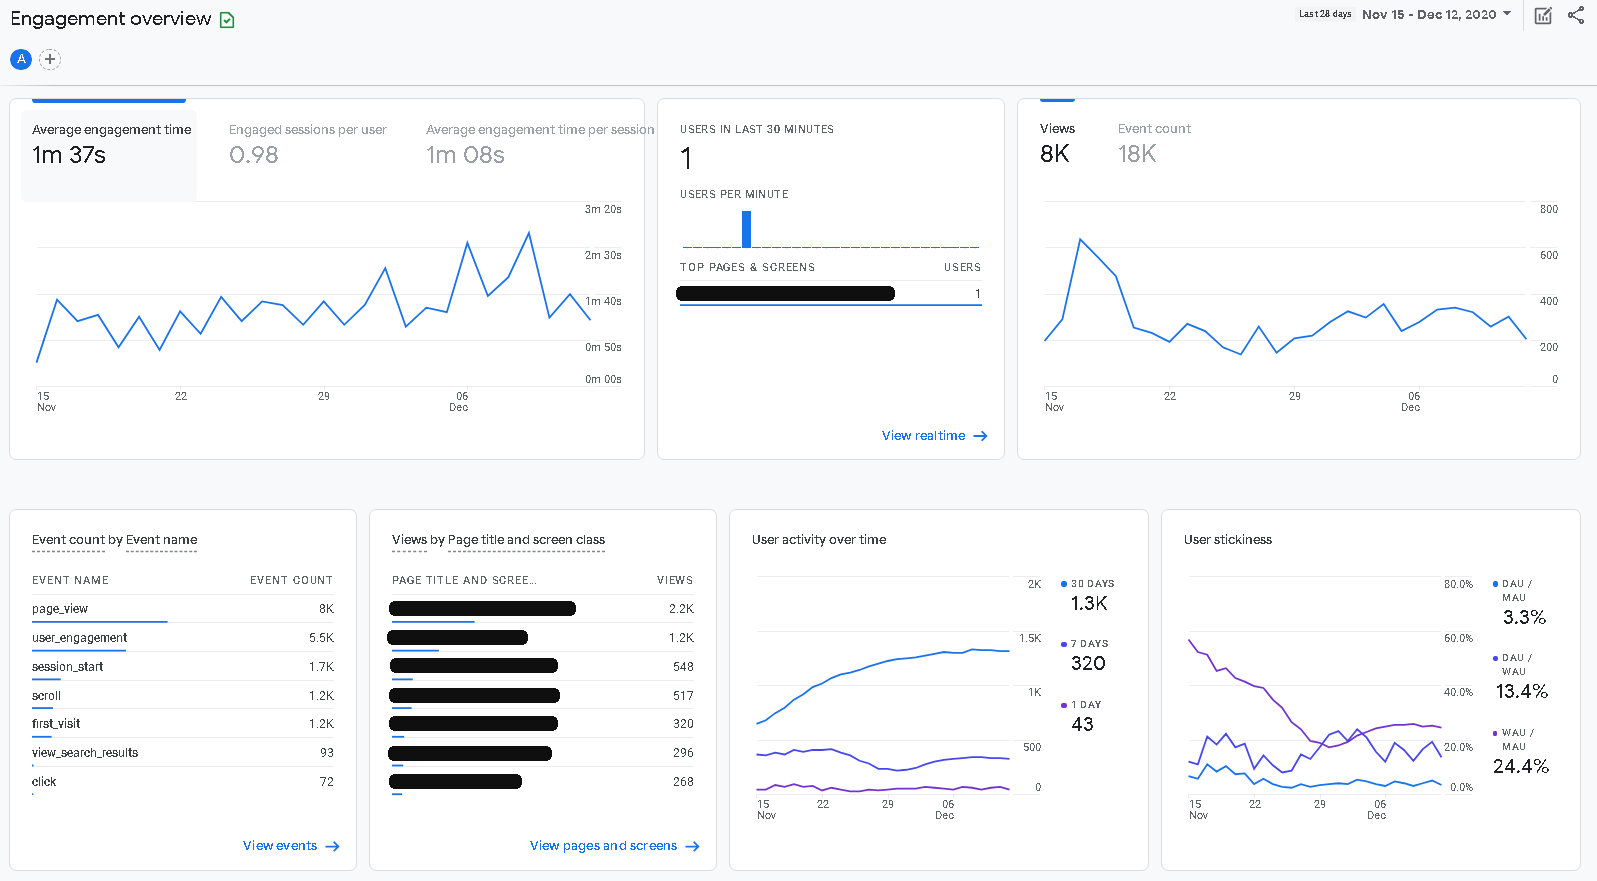 Engagement overview
Last 28 days Nov 15 - Dec 12, 2020
A
Average engagement time
1m 37s
Engaged sessions per user
0.98
Average engagement time per session
1m 08s
3m 20s
2m 30s
1m 40s
0m 50s
0m 00s
15
Nov
22
29
06
Dec
USERS IN LAST 30 MINUTES
1
USERS PER MINUTE
TOP PAGES & SCREENS USERS
1
View realtime
Views
8K
Event count
18K
800
600
400
200
0
15
Nov
22
29
06
Dec
Event count by Event name
EVENT NAME EVENT COUNT
page_view 8K
user_engagement 5.5K
session_start 1.7K
scroll 1.2K
first_visit 1.2K
view_search_results 93
click 72
View events
Views by Page title and screen class
PAGE TITLE AND SCREE... VIEWS
2.2K
1.2K
548
517
320
296
268
View pages and screens
User activity over time
2K
1.5K
1K
500
0
15
Nov
22
29
06
Dec
30 DAYS
1.3K
7 DAYS
320
1 DAY
43
User stickiness
80.0%
60.0%
40.0%
20.0%
0.0%
15
Nov
22
29
06
Dec
DAU /
MAU
3.3%
DAU /
WAU
13.4%
WAU /
MAU
24.4%